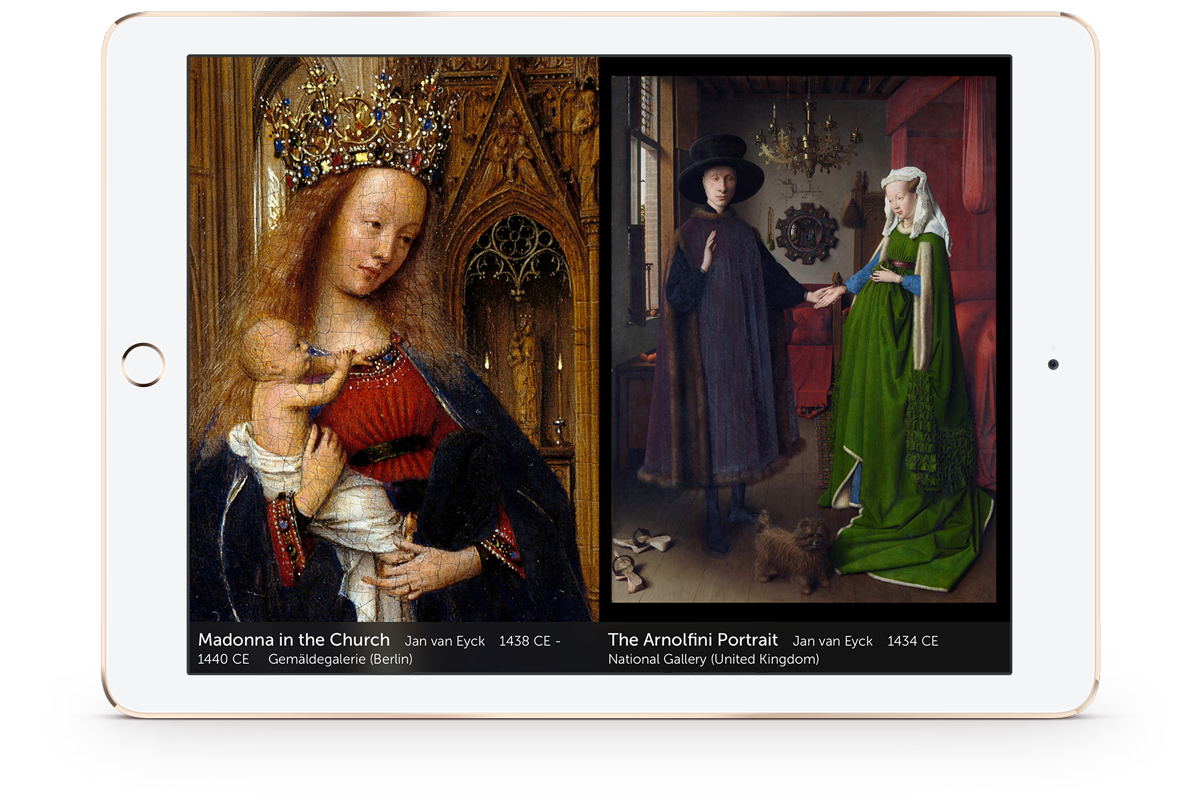 Madonna in the Church Jan van Eyck 1438 CE -
1440 CE Gemäldegalerie (Berlin)
The Arnolfini Portrait Jan van Eyck 1434 CE
National Gallery (United Kingdom)